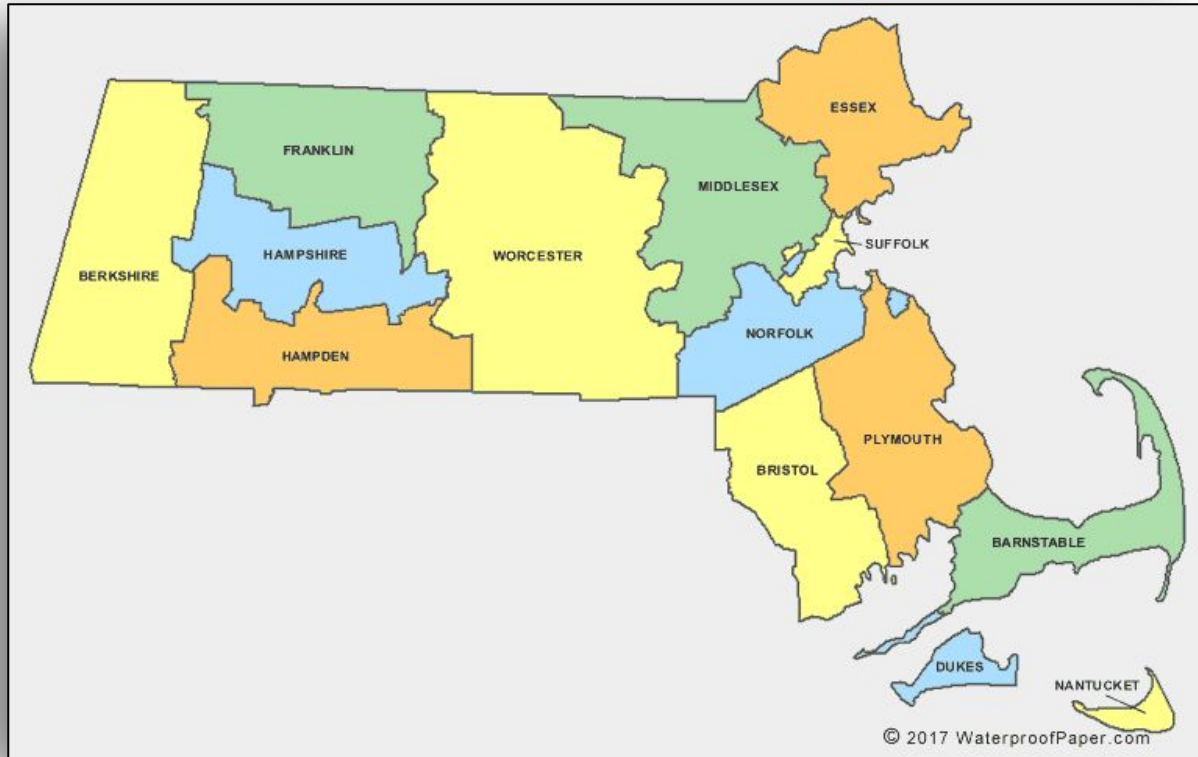 ESSEX
FRANKLIN
MIDDLESEX
SUFFOLK
HAMPSHIRE
WORCESTER
BERKSHIRE
NORFOLK
HAMPDEN
PLYMOUTH
BRISTOL
BARNSTABLE
DUKES
NANTUCKET
© 2017 WaterproofPaper.com